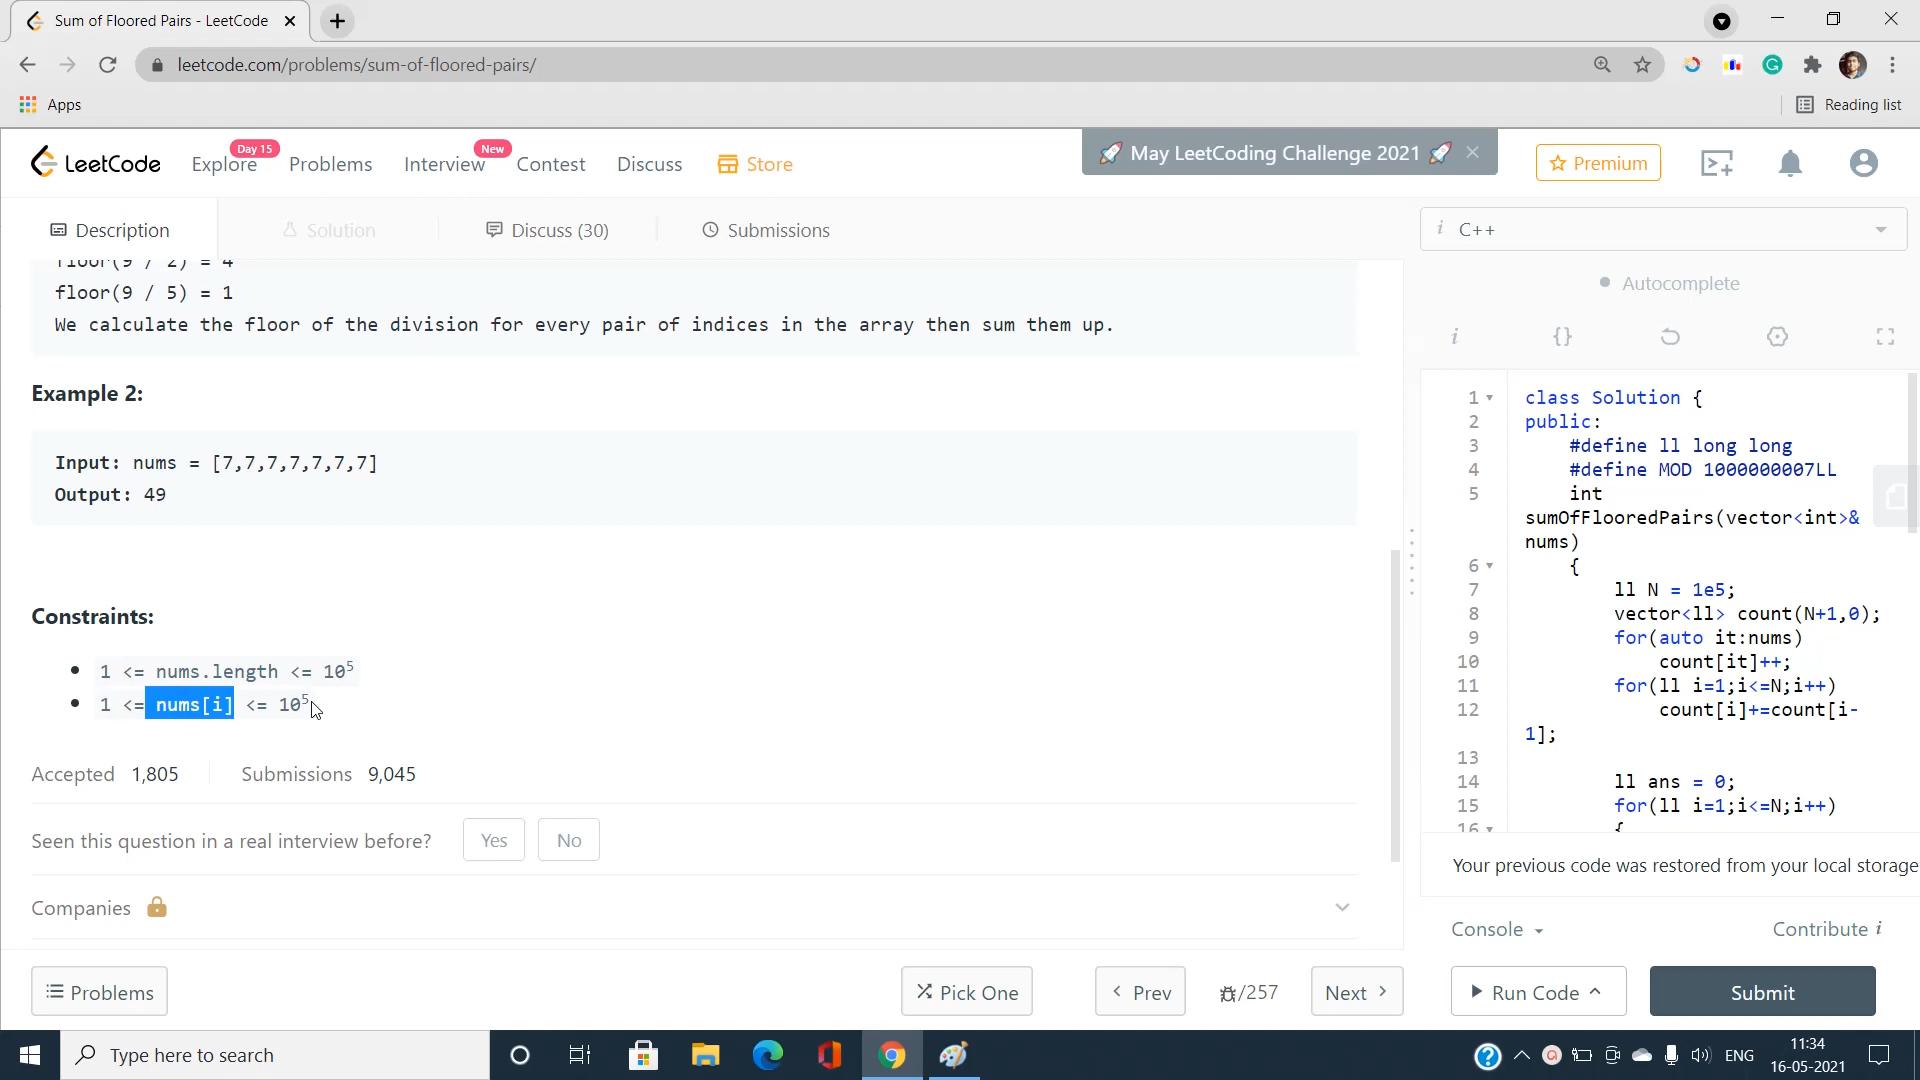 Sum of Floored Pairs - LeetCode
leetcode.com/problems/sum-of-floored-pairs/
Apps
Reading list
LeetCode
Explore
Day 15
Problems
Interview
New
Contest
Discuss
Store
🚀 May LeetCoding Challenge 2021 🚀
Premium
Description
Solution
Discuss (30)
Submissions
floor(9 / 2) = 4
floor(9 / 5) = 1
We calculate the floor of the division for every pair of indices in the array then sum them up.
Example 2:
Input: nums = [7,7,7,7,7,7,7]
Output: 49
Constraints:
1 <= nums.length <= 10⁵
1 <= nums[i] <= 10⁵
Accepted 1,805 Submissions 9,045
Seen this question in a real interview before? Yes No
Companies
Problems
Pick One
Prev
/257
Next
i C++
Autocomplete
i {}
1 class Solution {
2 public:
3 #define ll long long
4 #define MOD 1000000007LL
5 int
sumOfFlooredPairs(vector<int>&
nums)
6 {
7 ll N = 1e5;
8 vector<ll> count(N+1,0);
9 for(auto it:nums)
10 count[it]++;
11 for(ll i=1;i<=N;i++)
12 count[i]+=count[i-
1];
13
14 ll ans = 0;
15 for(ll i=1;i<=N;i++)
16 {
Your previous code was restored from your local storage
Console
Contribute i
Run Code
Submit
Type here to search
ENG
11:34
16-05-2021